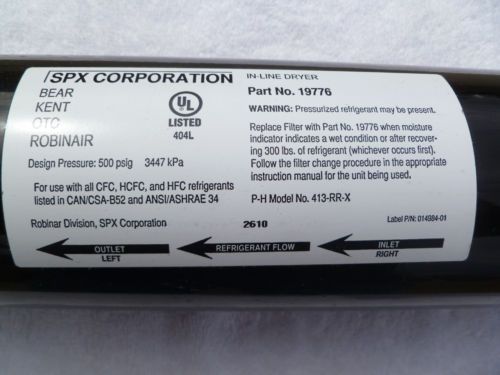 SPX CORPORATION
BEAR
KENT
OTC
ROBINAIR
UL
LISTED
404L
Design Pressure: 500 psig 3447 kPa
For use with all CFC, HCFC, and HFC refrigerants
listed in CAN/CSA-B52 and ANSI/ASHRAE 34
Robinar Division, SPX Corporation
2610
IN-LINE DRYER
Part No. 19776
WARNING: Pressurized refrigerant may be present.
Replace Filter with Part No. 19776 when moisture
indicator indicates a wet condition or after recover-
ing 300 lbs. of refrigerant (whichever occurs first).
Follow the filter change procedure in the appropriate
instruction manual for the unit being used.
P-H Model No. 413-RR-X
Label P/N: 014984-01
OUTLET
LEFT
REFRIGERANT FLOW
INLET
RIGHT